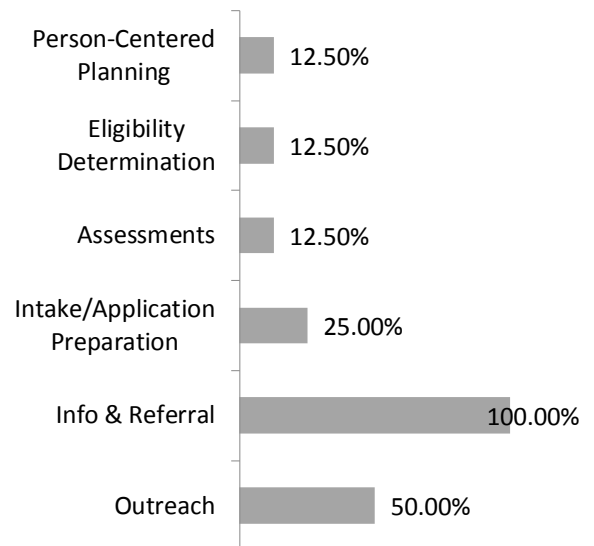 Person-Centered
Planning
12.50%
Eligibility
Determination
12.50%
Assessments
12.50%
Intake/Application
Preparation
25.00%
Info & Referral
100.00%
Outreach
50.00%